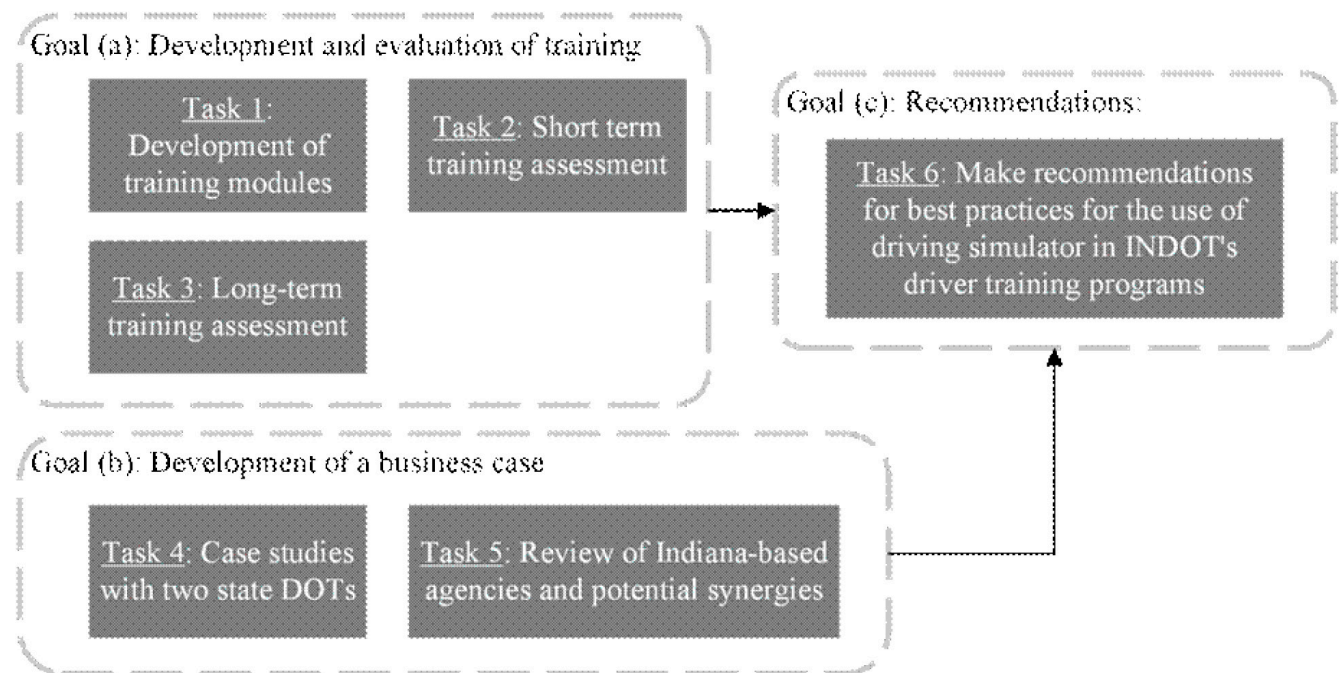 Goal (a): Development and evaluation of training
Task 1:
Development of
training modules
Task 2: Short term
training assessment
Task 3: Long-term
training assessment
Goal (c): Recommendations:
Task 6: Make recommendations
for best practices for the use of
driving simulator in INDOT's
driver training programs
Goal (b): Development of a business case
Task 4: Case studies
with two state DOTs
Task 5: Review of Indiana-based
agencies and potential synergies